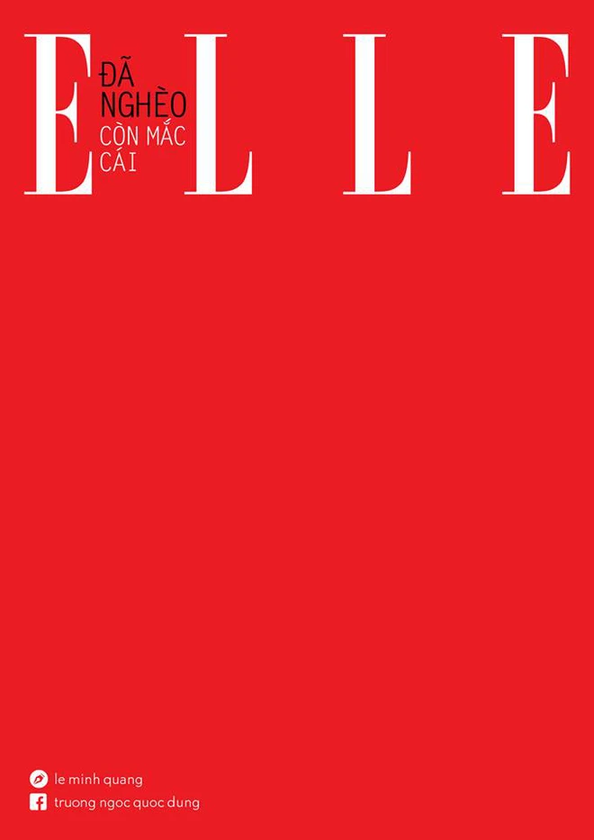 ELLE
ĐÃ
NGHÈO
CÒN MẮC
CÁI
le minh quang
truong ngoc quoc dung